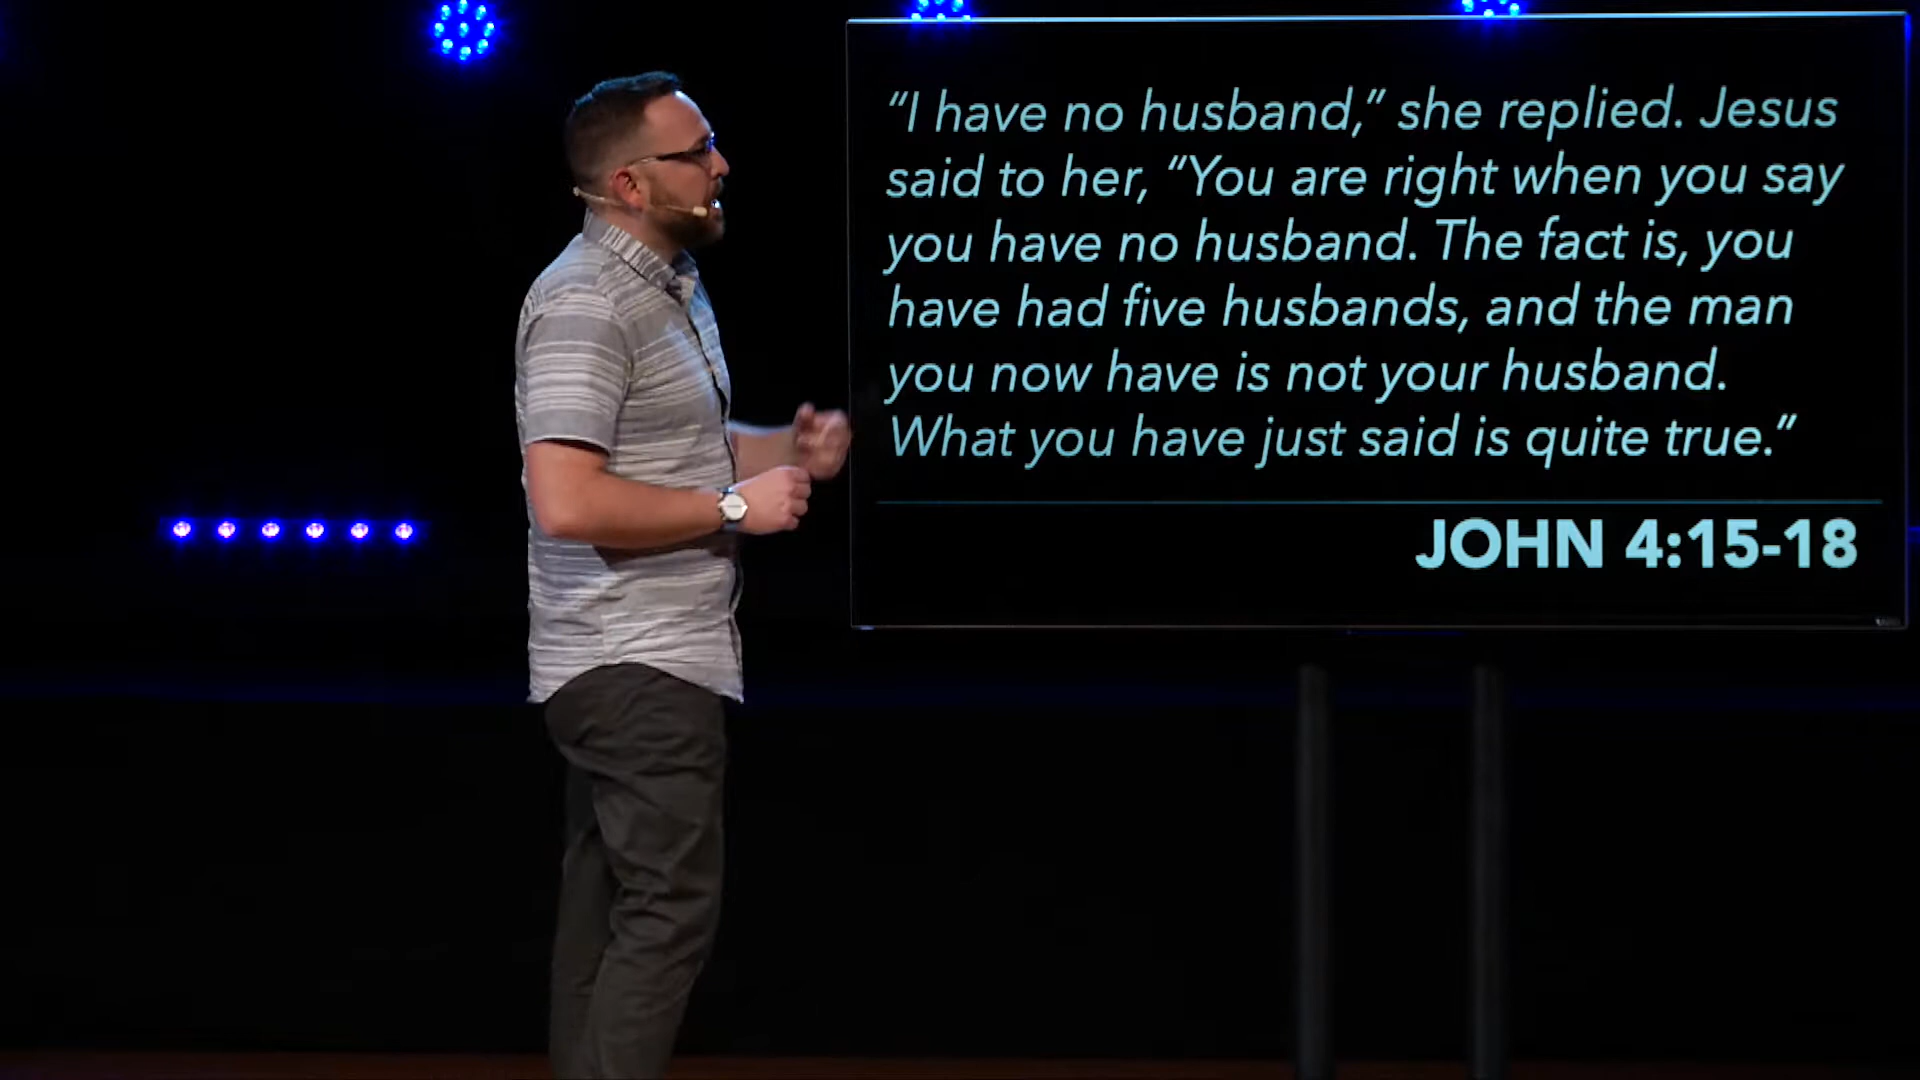 “I have no husband,” she replied. Jesus
said to her, “You are right when you say
you have no husband. The fact is, you
have had five husbands, and the man
you now have is not your husband.
What you have just said is quite true.”
JOHN 4:15-18